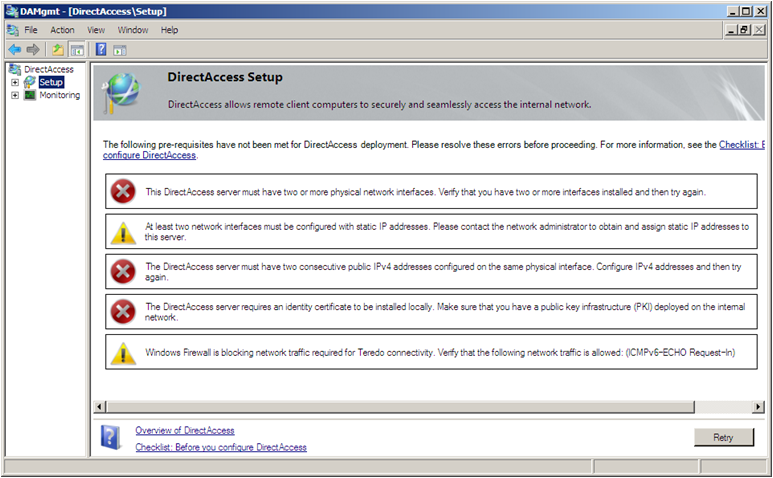 DAMgmt - [DirectAccess\Setup]
File Action View Window Help
DirectAccess
Setup
Monitoring
DirectAccess Setup
DirectAccess allows remote client computers to securely and seamlessly access the internal network.
The following pre-requisites have not been met for DirectAccess deployment. Please resolve these errors before proceeding. For more information, see the Checklist: B
configure DirectAccess.
This DirectAccess server must have two or more physical network interfaces. Verify that you have two or more interfaces installed and then try again.
At least two network interfaces must be configured with static IP addresses. Please contact the network administrator to obtain and assign static IP addresses to
this server.
The DirectAccess server must have two consecutive public IPv4 addresses configured on the same physical interface. Configure IPv4 addresses and then try
again.
The DirectAccess server requires an identity certificate to be installed locally. Make sure that you have a public key infrastructure (PKI) deployed on the internal
network.
Windows Firewall is blocking network traffic required for Teredo connectivity. Verify that the following network traffic is allowed: (ICMPv6-ECHO Request-In)
Overview of DirectAccess
Checklist: Before you configure DirectAccess
Retry